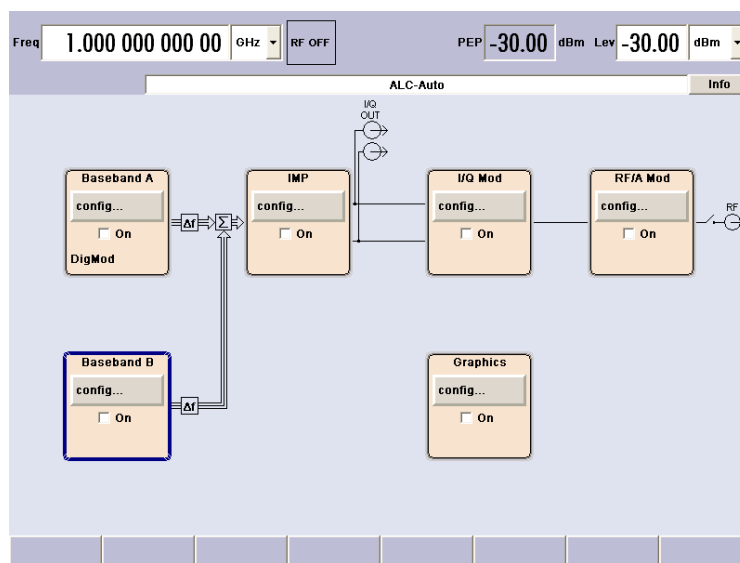 Freq 1.000 000 000 00 GHz RF OFF PEP -30.00 dBm Lev -30.00 dBm
ALC-Auto Info
I/Q
OUT
Baseband A IMP I/Q Mod RF/A Mod
config... config... config... config...
RF
Δf Σ
On On On On
DigMod
Baseband B Graphics
config... config...
Δf
On On